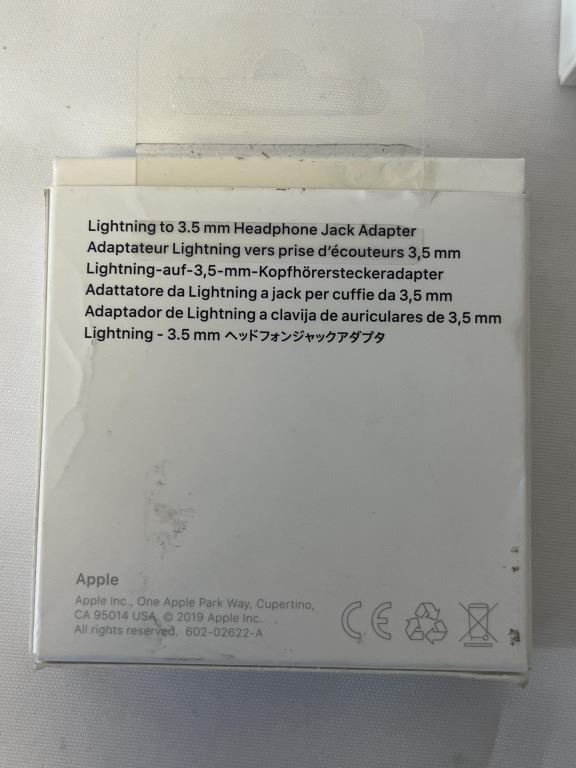 Lightning to 3.5 mm Headphone Jack Adapter
Adaptateur Lightning vers prise d'écouteurs 3,5 mm
Lightning-auf-3,5-mm-Kopfhörersteckeradapter
Adattatore da Lightning a jack per cuffie da 3,5 mm
Adaptador de Lightning a clavija de auriculares de 3,5 mm
Lightning - 3.5 mm ヘッドフォンジャックアダプタ
Apple
Apple Inc., One Apple Park Way, Cupertino,
CA 95014 USA © 2019 Apple Inc.
All rights reserved. 602-02622-A
CE